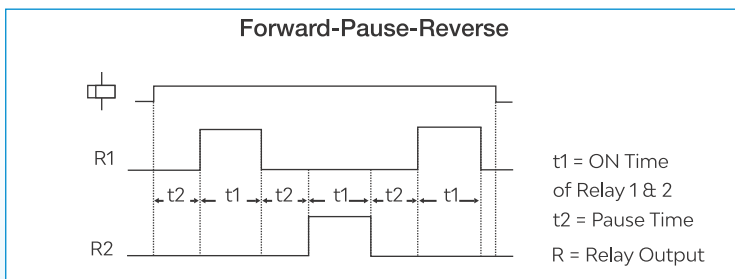 Forward-Pause-Reverse
R1
t2 t1 t2 t1 t2 t1
R2
t1 = ON Time
of Relay 1 & 2
t2 = Pause Time
R = Relay Output